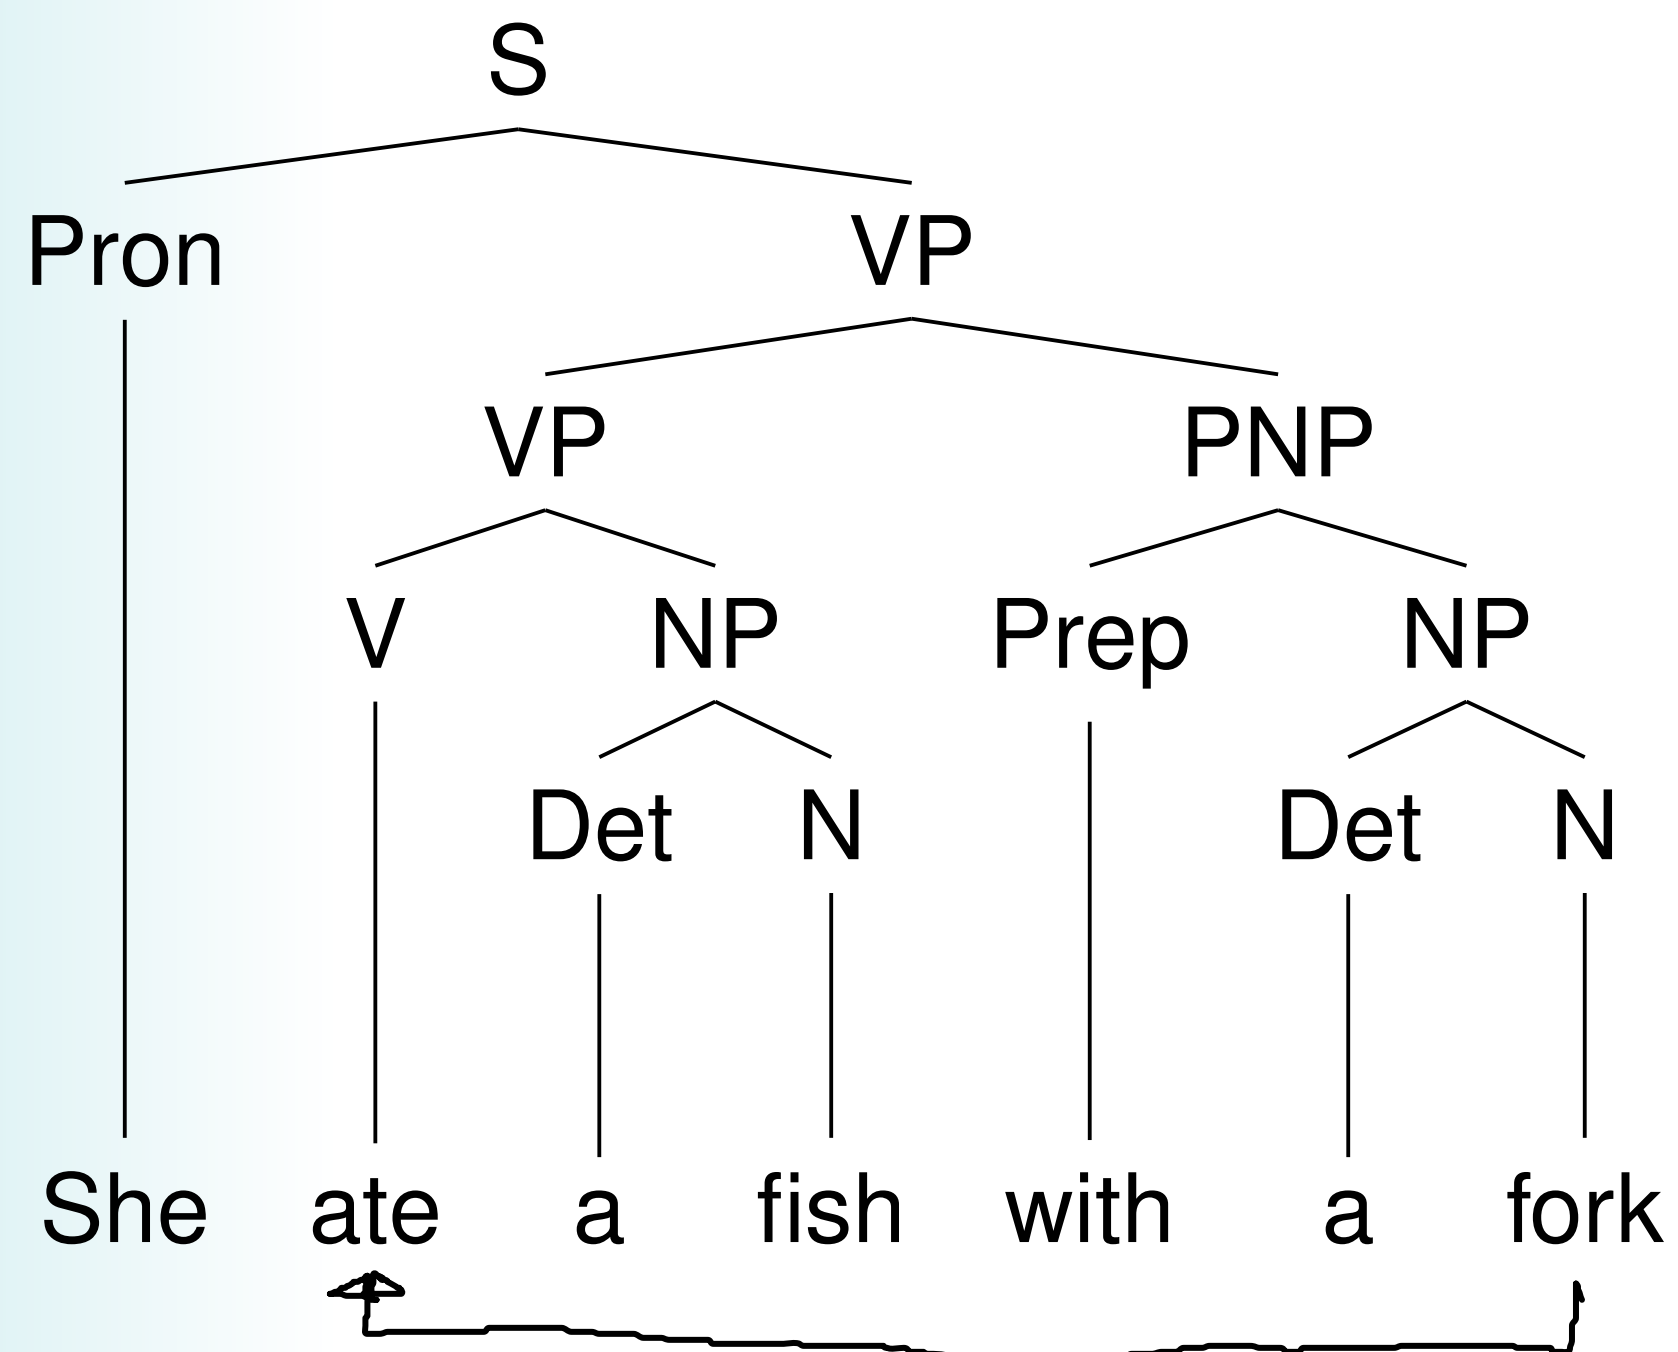 S
Pron VP
VP PNP
V NP Prep NP
Det N Det N
She ate a fish with a fork